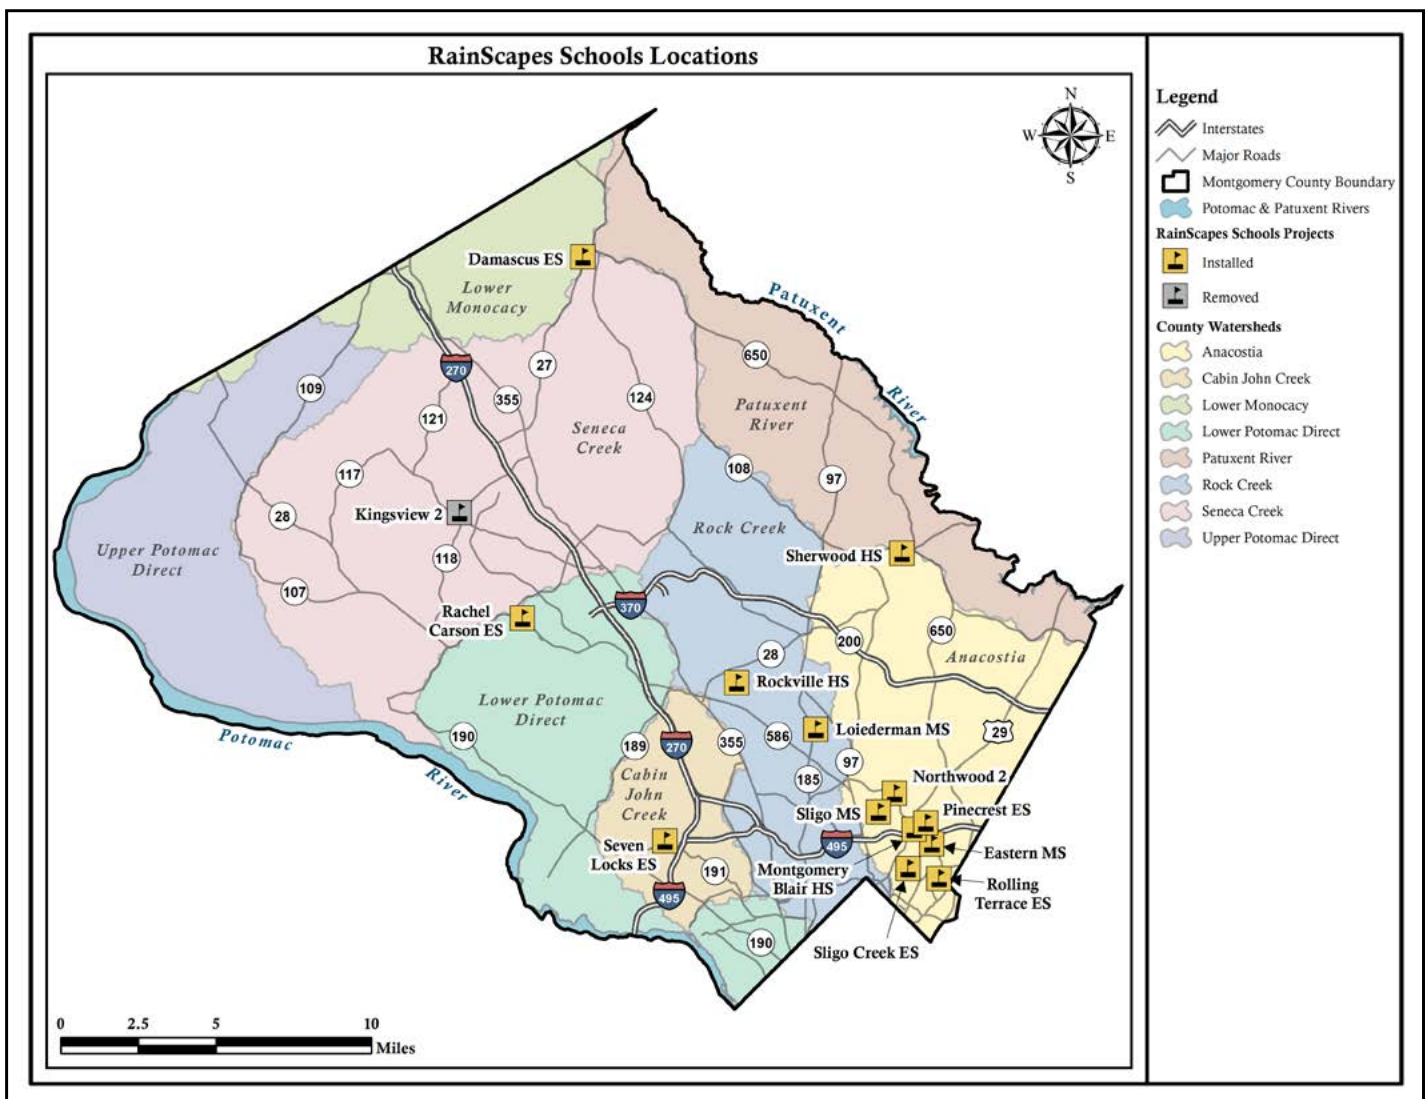 RainScapes Schools Locations
N
W
E
S
Damascus ES
Lower
Monocacy
Patuxent
River
270
27
650
109
355
124
121
Patuxent
River
Seneca
Creek
117
108
97
Kingsview 2
28
Rock Creek
Upper Potomac
Direct
118
Sherwood HS
107
370
Rachel
Carson ES
200
650
28
Anacostia
Rockville HS
Lower Potomac
Direct
Loiederman MS
29
190
189
270
355
586
97
Potomac
River
Cabin
John
Creek
185
Northwood 2
Sligo MS
Pinecrest ES
495
Seven
Locks ES
Eastern MS
Montgomery
Blair HS
191
495
Rolling
Terrace ES
190
Sligo Creek ES
0
2.5
5
10
Miles
Legend
Interstates
Major Roads
Montgomery County Boundary
Potomac & Patuxent Rivers
RainScapes Schools Projects
Installed
Removed
County Watersheds
Anacostia
Cabin John Creek
Lower Monocacy
Lower Potomac Direct
Patuxent River
Rock Creek
Seneca Creek
Upper Potomac Direct